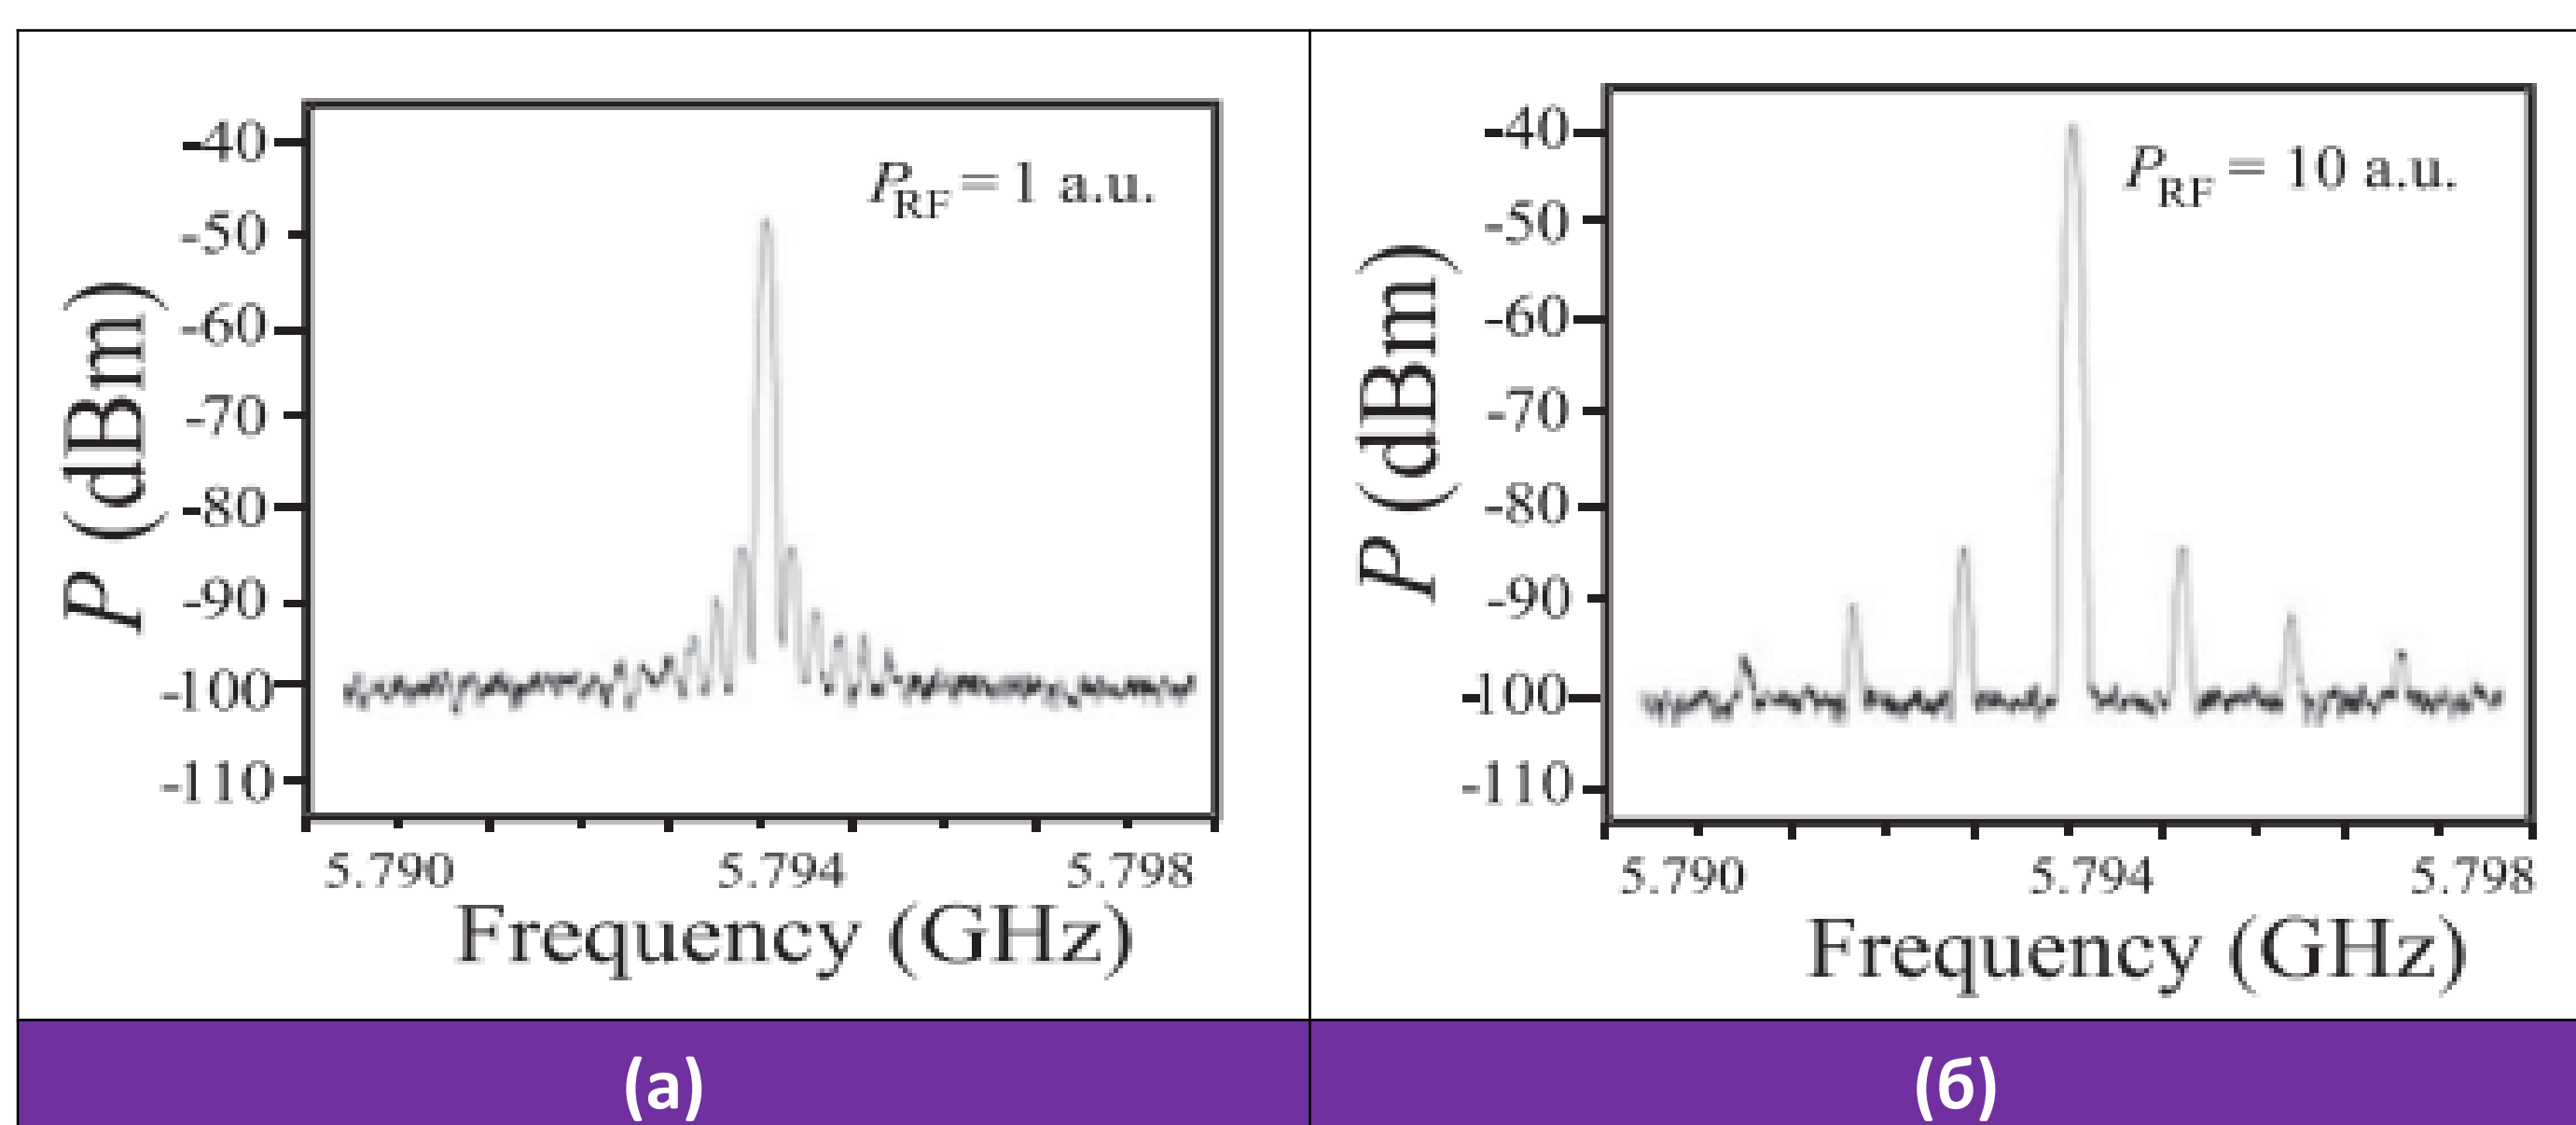 P_RF = 1 a.u.
P (dBm)
-40
-50
-60
-70
-80
-90
-100
-110
5.790 5.794 5.798
Frequency (GHz)
(а)
P_RF = 10 a.u.
P (dBm)
-40
-50
-60
-70
-80
-90
-100
-110
5.790 5.794 5.798
Frequency (GHz)
(б)